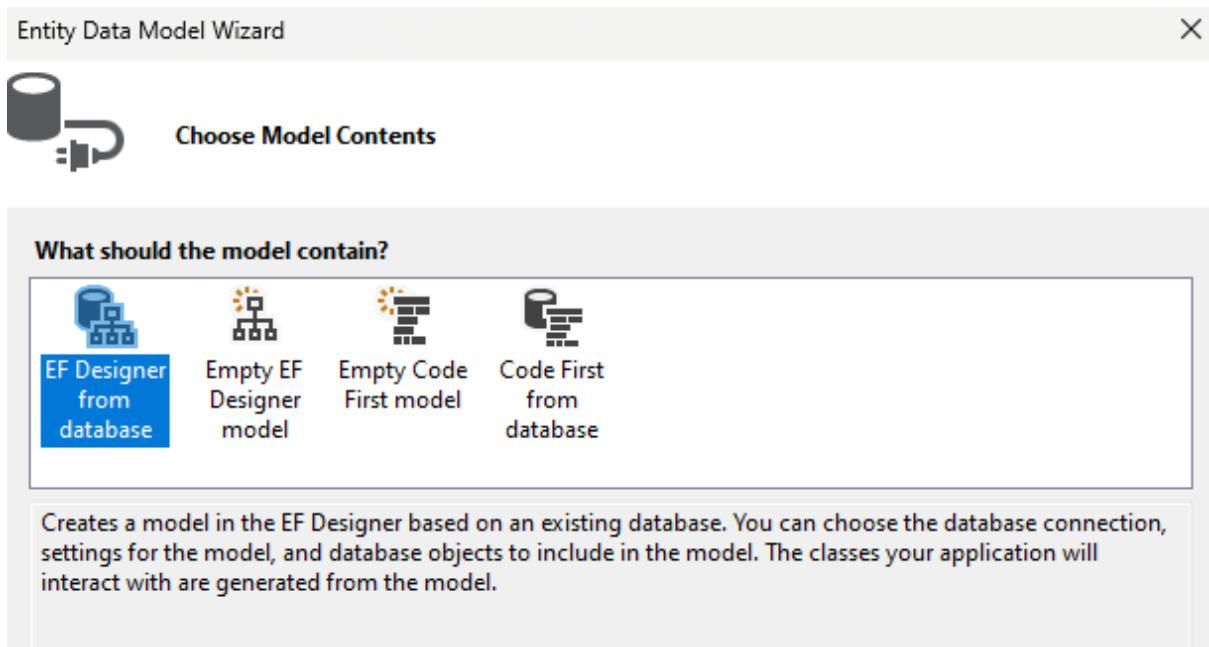 Entity Data Model Wizard
Choose Model Contents
What should the model contain?
EF Designer
from
database
Empty EF
Designer
model
Empty Code
First model
Code First
from
database
Creates a model in the EF Designer based on an existing database. You can choose the database connection,
settings for the model, and database objects to include in the model. The classes your application will
interact with are generated from the model.